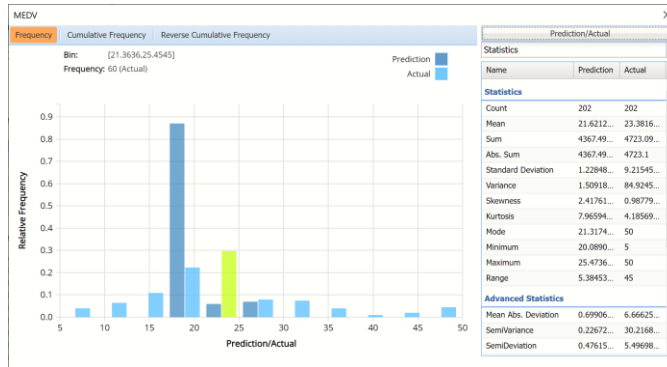 MEDV
Frequency Cumulative Frequency Reverse Cumulative Frequency
Bin: [21.3636,25.4545]
Frequency: 60 (Actual)
Prediction
Actual
Relative Frequency
0.9
0.8
0.7
0.6
0.5
0.4
0.3
0.2
0.1
0.0
5 10 15 20 25 30 35 40 45 50
Prediction/Actual
Prediction/Actual
Statistics
Name Prediction Actual
Statistics
Count 202 202
Mean 21.6212... 23.3816...
Sum 4367.49... 4723.09...
Abs. Sum 4367.49... 4723.1
Standard Deviation 1.22848... 9.21545...
Variance 1.50918... 84.9245...
Skewness 2.41761... 0.98779...
Kurtosis 7.96594... 4.18569...
Mode 21.3174... 50
Minimum 20.0890... 5
Maximum 25.4736... 50
Range 5.38453... 45
Advanced Statistics
Mean Abs. Deviation 0.69906... 6.66625...
SemiVariance 0.22672... 30.2168...
SemiDeviation 0.47615... 5.49698...